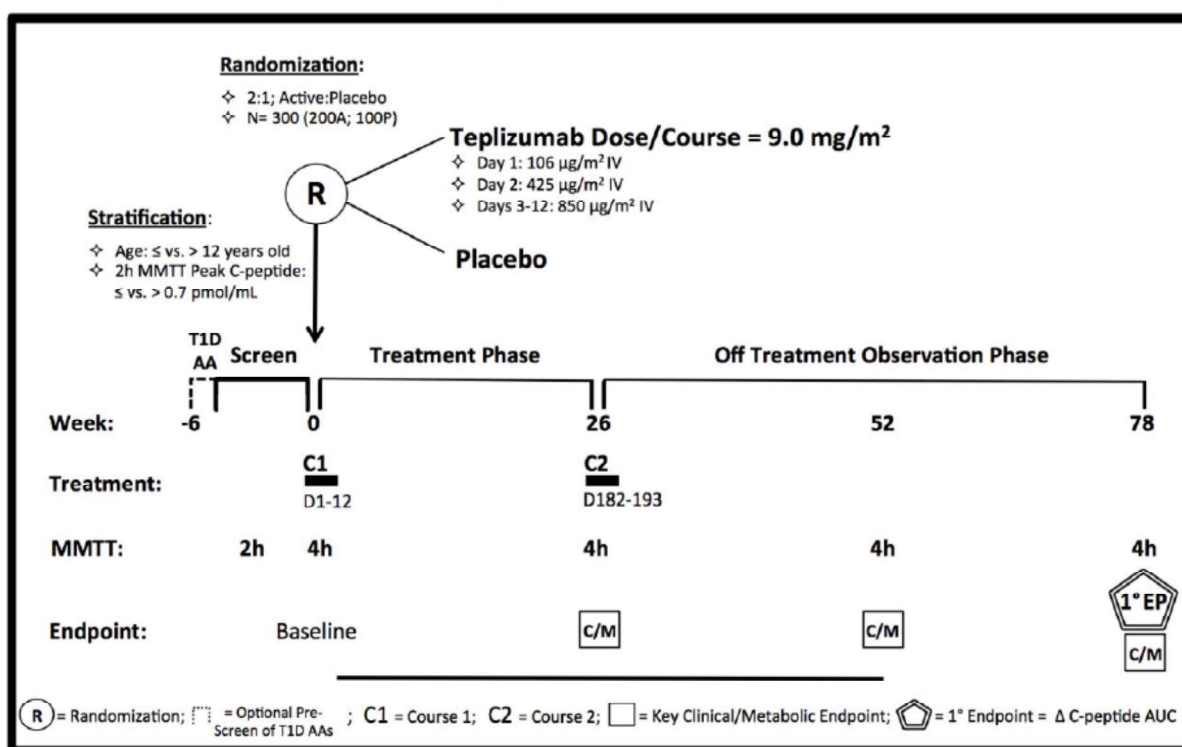 Randomization:
✧ 2:1; Active:Placebo
✧ N= 300 (200A; 100P)
Teplizumab Dose/Course = 9.0 mg/m²
✧ Day 1: 106 µg/m² IV
✧ Day 2: 425 µg/m² IV
✧ Days 3-12: 850 µg/m² IV
R
Stratification:
✧ Age: ≤ vs. > 12 years old
✧ 2h MMTT Peak C-peptide:
≤ vs. > 0.7 pmol/mL
Placebo
T1D
AA
Screen Treatment Phase Off Treatment Observation Phase
Week: -6 0 26 52 78
C1 C2
Treatment:
D1-12 D182-193
MMTT: 2h 4h 4h 4h 4h
1° EP
Endpoint: Baseline C/M C/M
C/M
R = Randomization; = Optional Pre-
Screen of T1D AAs ; C1 = Course 1; C2 = Course 2; = Key Clinical/Metabolic Endpoint; = 1° Endpoint = Δ C-peptide AUC